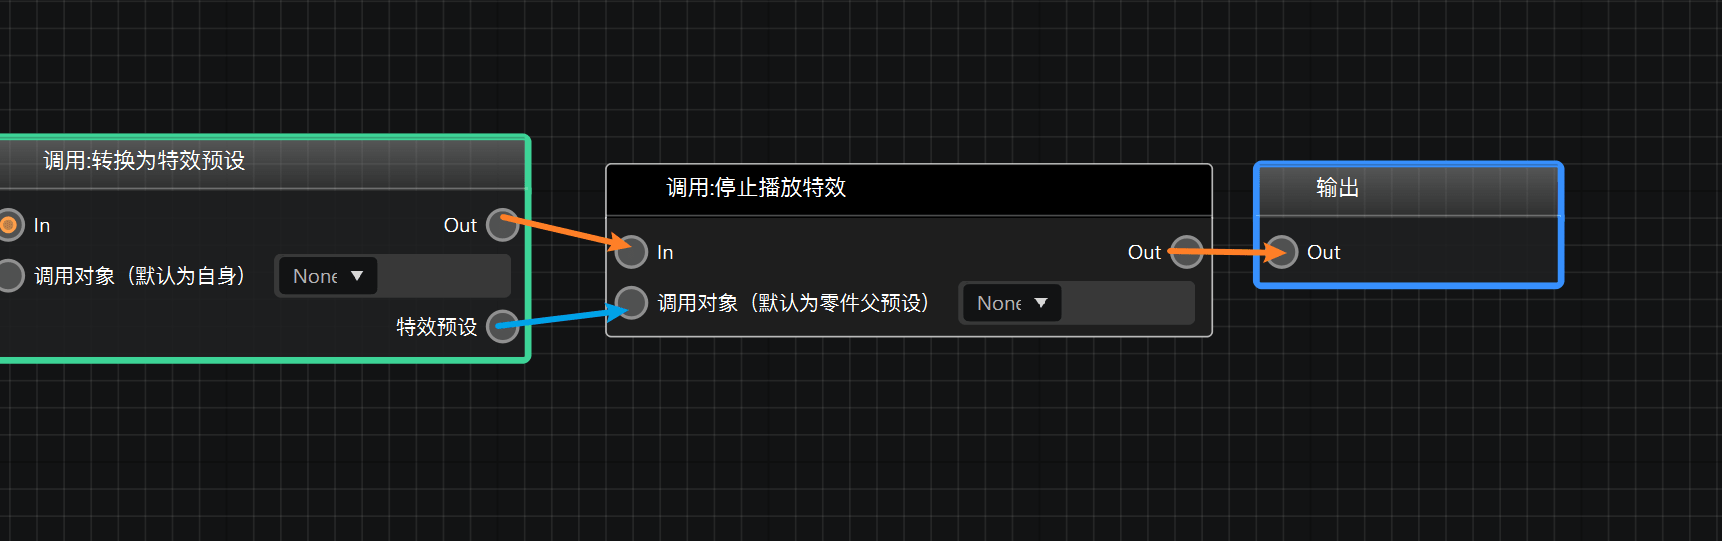 调用:转换为特效预设
In
Out
调用对象（默认为自身）
None
特效预设
调用:停止播放特效
In
Out
调用对象（默认为零件父预设）
None
输出
Out